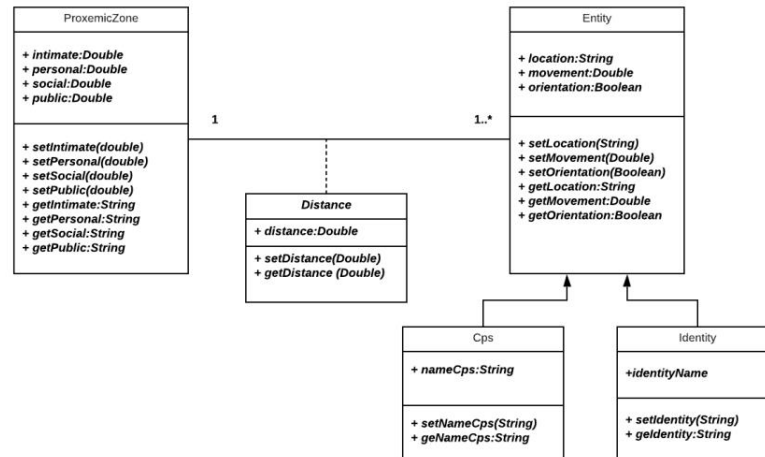 ProxemicZone
+ intimate:Double
+ personal:Double
+ social:Double
+ public:Double
+ setIntimate(double)
+ setPersonal(double)
+ setSocial(double)
+ setPublic(double)
+ getIntimate:String
+ getPersonal:String
+ getSocial:String
+ getPublic:String
1
1..*
Distance
+ distance:Double
+ setDistance(Double)
+ getDistance (Double)
Entity
+ location:String
+ movement:Double
+ orientation:Boolean
+ setLocation(String)
+ setMovement(Double)
+ setOrientation(Boolean)
+ getLocation:String
+ getMovement:Double
+ getOrientation:Boolean
Cps
+ nameCps:String
+ setNameCps(String)
+ geNameCps:String
Identity
+identityName
+ setIdentity(String)
+ geIdentity:String